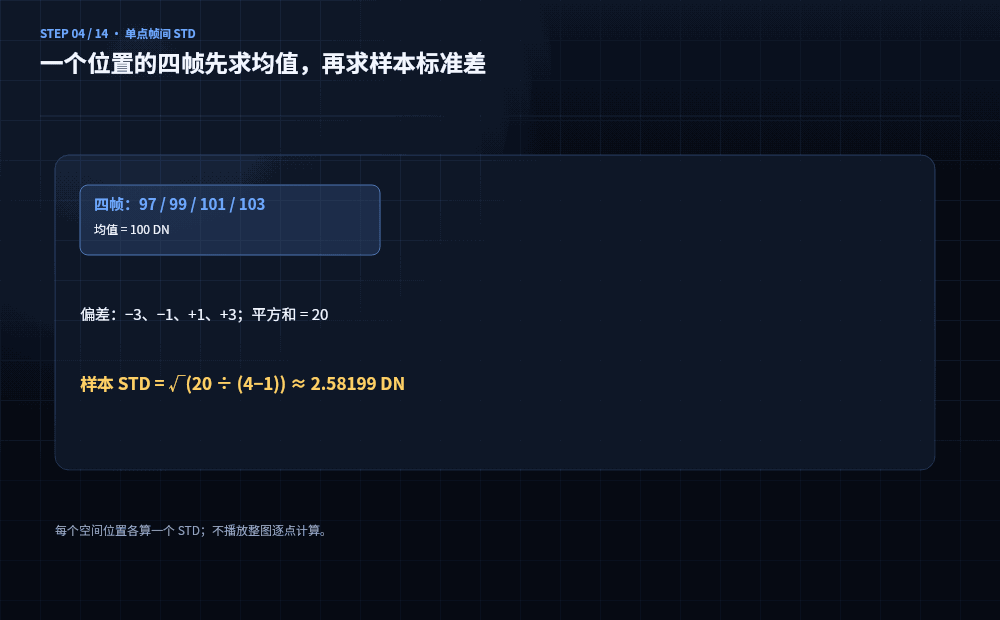 STEP 04 / 14 · 单点帧间 STD
一个位置的四帧先求均值，再求样本标准差
四帧：97 / 99 / 101 / 103
均值 = 100 DN
偏差：−3、−1、+1、+3；平方和 = 20
样本 STD = √(20 ÷ (4−1)) ≈ 2.58199 DN
每个空间位置各算一个 STD；不播放整图逐点计算。